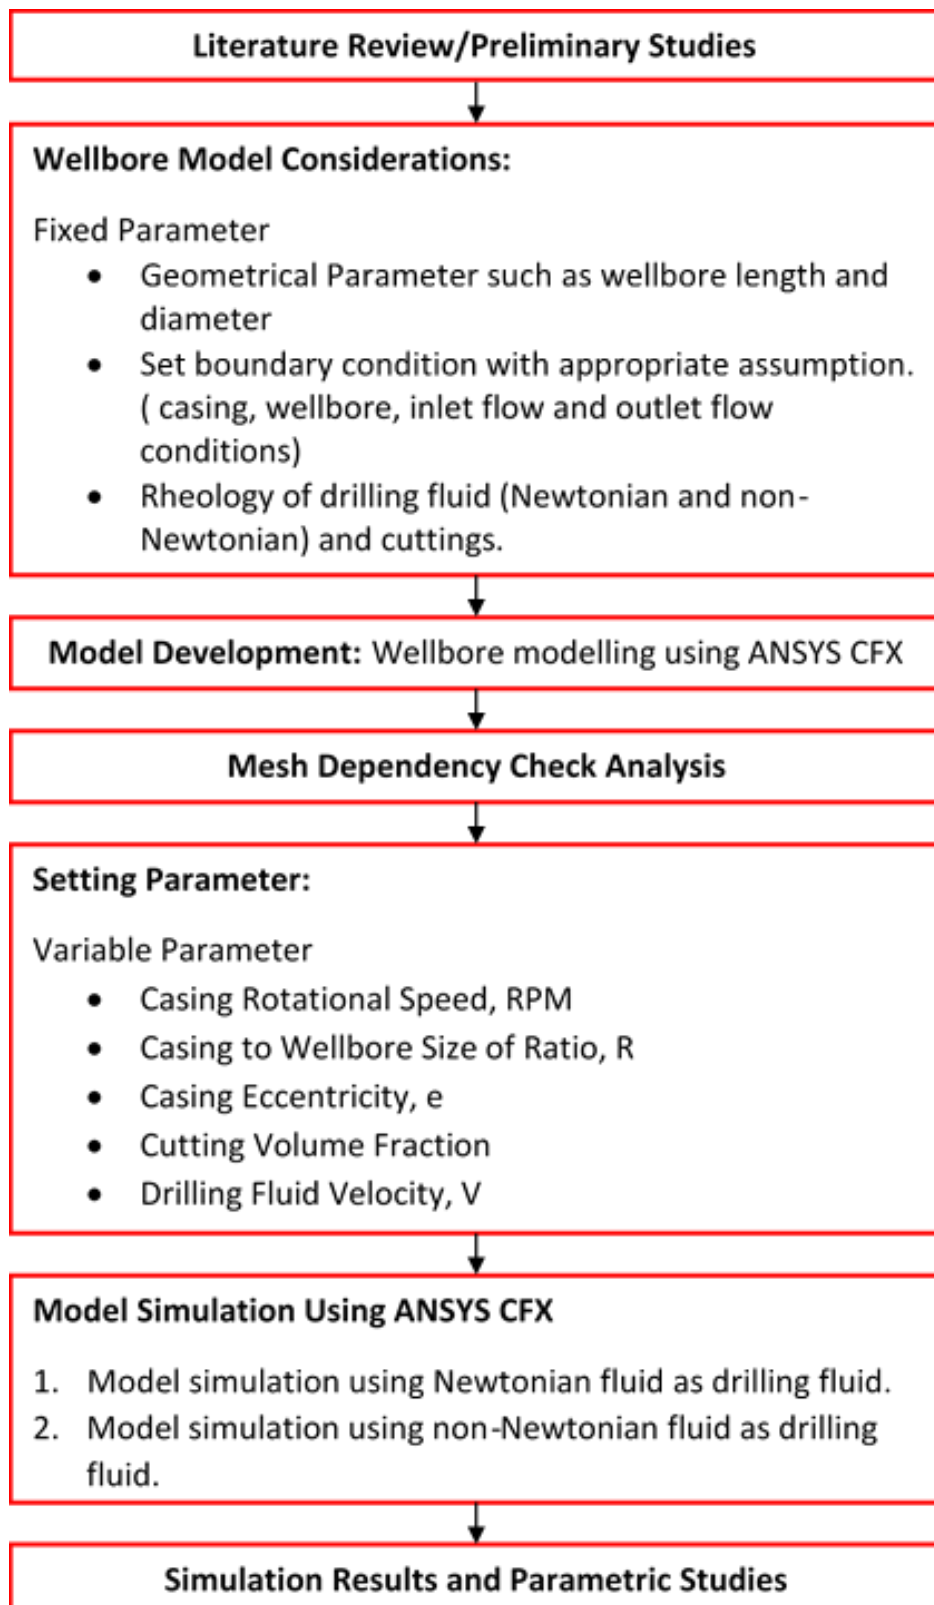 Literature Review/Preliminary Studies
Wellbore Model Considerations:
Fixed Parameter
• Geometrical Parameter such as wellbore length and
diameter
• Set boundary condition with appropriate assumption.
( casing, wellbore, inlet flow and outlet flow
conditions)
• Rheology of drilling fluid (Newtonian and non-
Newtonian) and cuttings.
Model Development: Wellbore modelling using ANSYS CFX
Mesh Dependency Check Analysis
Setting Parameter:
Variable Parameter
• Casing Rotational Speed, RPM
• Casing to Wellbore Size of Ratio, R
• Casing Eccentricity, e
• Cutting Volume Fraction
• Drilling Fluid Velocity, V
Model Simulation Using ANSYS CFX
1. Model simulation using Newtonian fluid as drilling fluid.
2. Model simulation using non-Newtonian fluid as drilling
fluid.
Simulation Results and Parametric Studies